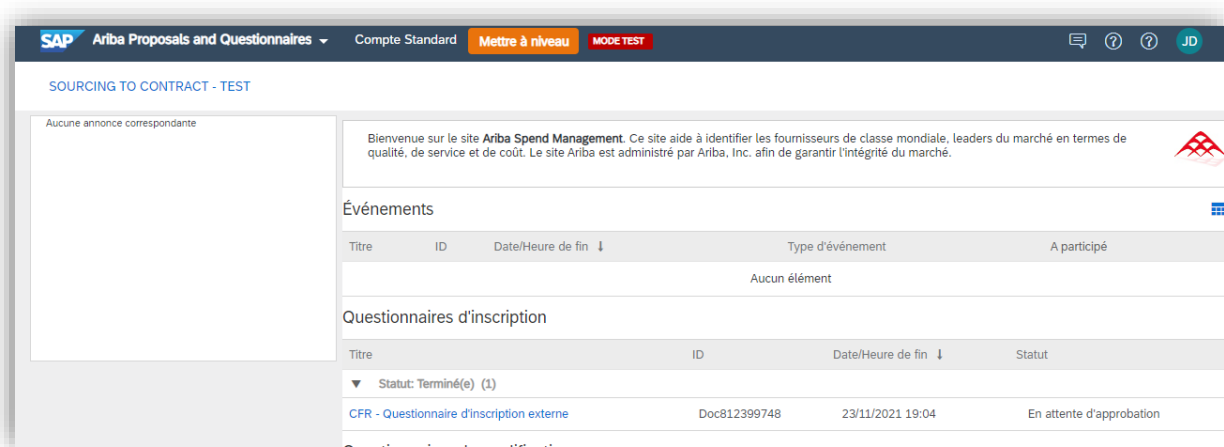 SAP Ariba Proposals and Questionnaires Compte Standard Mettre à niveau MODE TEST JD
SOURCING TO CONTRACT - TEST
Aucune annonce correspondante
Bienvenue sur le site Ariba Spend Management. Ce site aide à identifier les fournisseurs de classe mondiale, leaders du marché en termes de
qualité, de service et de coût. Le site Ariba est administré par Ariba, Inc. afin de garantir l'intégrité du marché.
Événements
Titre ID Date/Heure de fin ↓ Type d'événement A participé
Aucun élément
Questionnaires d'inscription
Titre ID Date/Heure de fin ↓ Statut
▼ Statut: Terminé(e) (1)
CFR - Questionnaire d'inscription externe Doc812399748 23/11/2021 19:04 En attente d'approbation